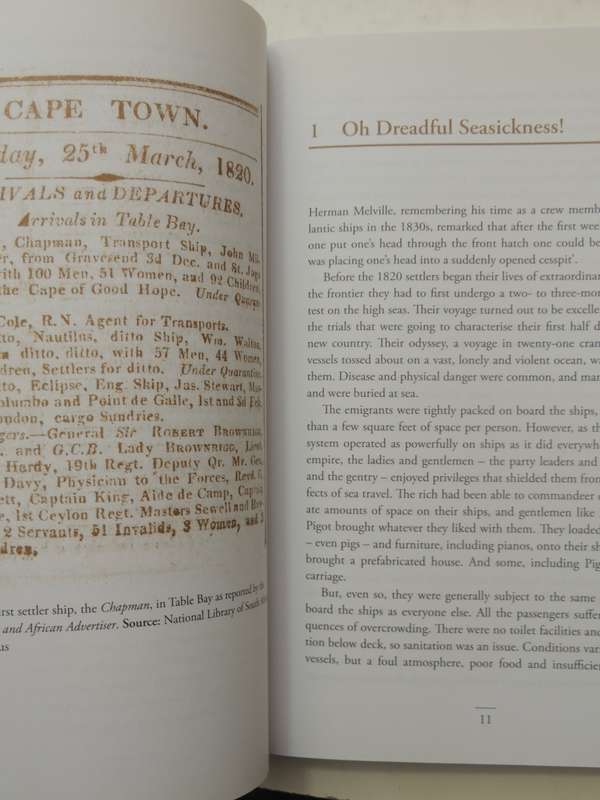 CAPE TOWN.
day, 25th March, 1820.
IVALS and DEPARTURES.
Arrivals in Table Bay.
, Chapman, Transport Ship, John Mil
er, from Gravesend 3d Dec. and St. Jago
with 100 Men, 51 Women, and 92 Children,
the Cape of Good Hope. Under Quaran
Cole, R.N. Agent for Transports.
tto, Nautilus, ditto Ship, Wm. Walton,
a ditto, ditto, with 57 Men, 44 Women,
dren, Settlers for ditto. Under Quarantine.
tto, Eclipse, Eng. Ship, Jas. Stewart, Mas
olumbo and Point de Galle, 1st and 3d Feb.
ondon, cargo Sundries.
gers.—General Sir ROBERT BROWNRIGG,
. and G.C.B. Lady BROWNRIGG, Lieut.
Hardy, 19th Regt. Deputy Qr. Mr. Gen.
Davy, Physician to the Forces, Revd. G.
ett, Captain King, Aide de Camp, Captain
e, 1st Ceylon Regt. Masters Sewell and
2 Servants, 51 Invalids, 3 Women, and
dren.
irst settler ship, the Chapman, in Table Bay as reported by the
and African Advertiser. Source: National Library of South
us
1 Oh Dreadful Seasickness!
Herman Melville, remembering his time as a crew memb
lantic ships in the 1830s, remarked that after the first wee
one put one's head through the front hatch one could be
was placing one's head into a suddenly opened cesspit'.
Before the 1820 settlers began their lives of extraordinar
the frontier they had to first undergo a two- to three-mon
test on the high seas. Their voyage turned out to be excelle
the trials that were going to characterise their first half d
new country. Their odyssey, a voyage in twenty-one cran
vessels tossed about on a vast, lonely and violent ocean, w
them. Disease and physical danger were common, and man
and were buried at sea.
The emigrants were tightly packed on board the ships,
than a few square feet of space per person. However, as th
system operated as powerfully on ships as it did everywh
empire, the ladies and gentlemen – the party leaders and
and the gentry – enjoyed privileges that shielded them from
fects of sea travel. The rich had been able to commandeer
ate amounts of space on their ships, and gentlemen like
Pigot brought whatever they liked with them. They loaded
– even pigs – and furniture, including pianos, onto their sh
brought a prefabricated house. And some, including Pig
carriage.
But, even so, they were generally subject to the same
board the ships as everyone else. All the passengers suffe
quences of overcrowding. There were no toilet facilities and
tion below deck, so sanitation was an issue. Conditions vari
vessels, but a foul atmosphere, poor food and insufficien
11